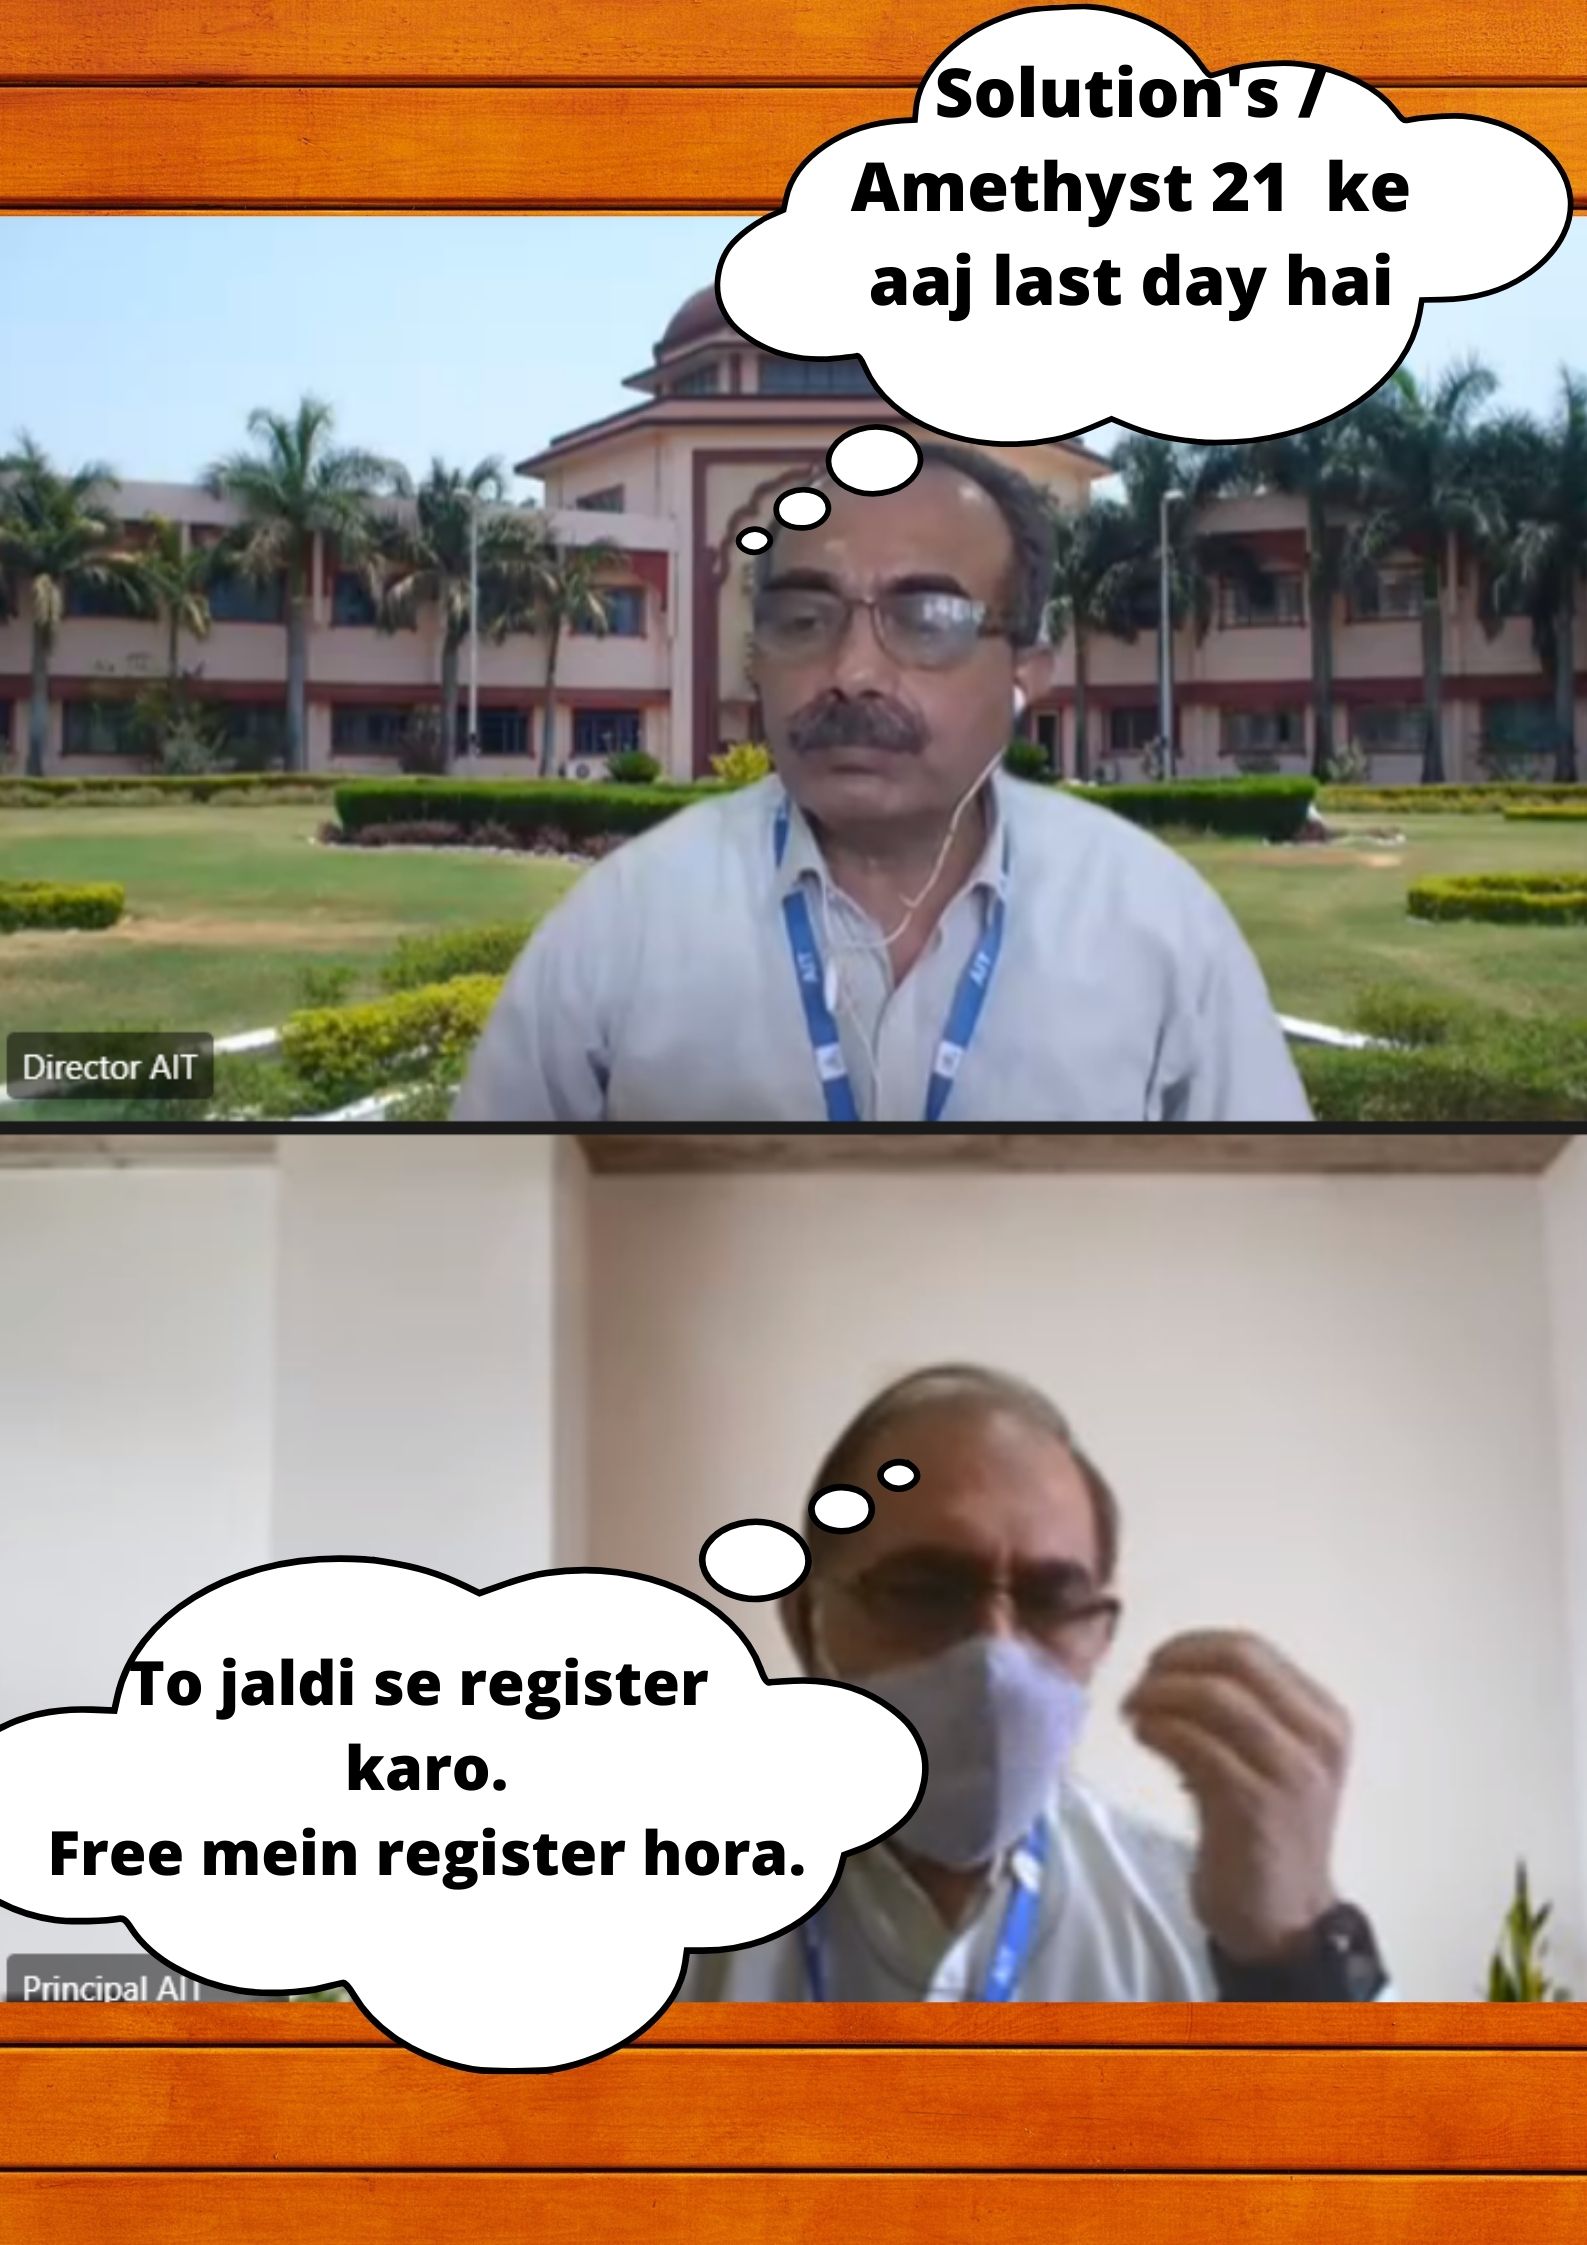 Solution's /
Amethyst 21 ke
aaj last day hai
AIT
AIT
Director AIT
To jaldi se register
karo.
Free mein register hora.
AIT
Principal AIT